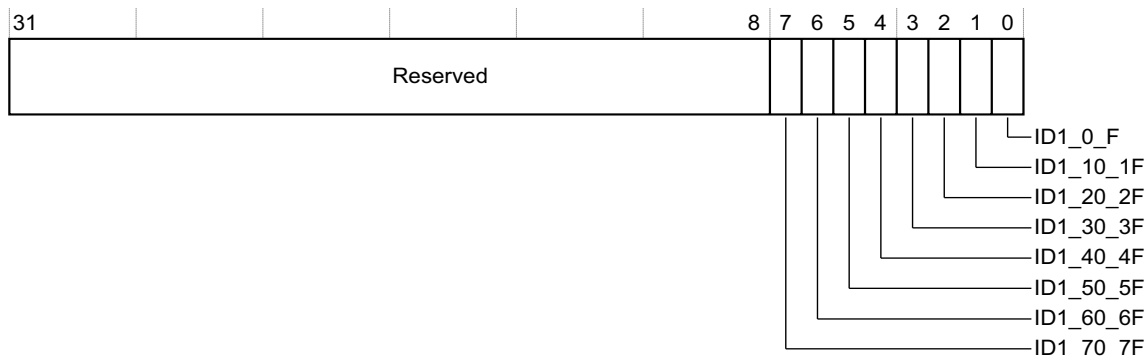 31 8 7 6 5 4 3 2 1 0
Reserved
ID1_0_F
ID1_10_1F
ID1_20_2F
ID1_30_3F
ID1_40_4F
ID1_50_5F
ID1_60_6F
ID1_70_7F